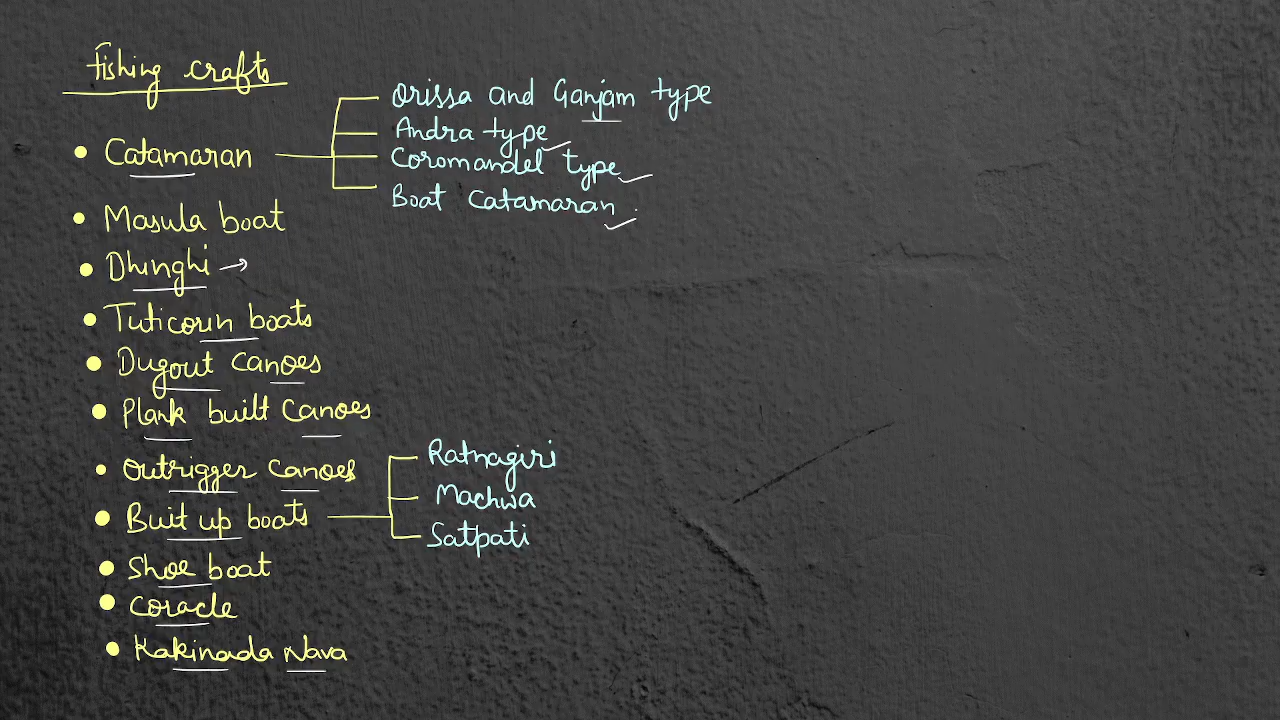 fishing crafts
• Catamaran
Orissa and Ganjam type
Andra type
Coromandel type
Boat Catamaran
• Masula boat
• Dhinghi →
• Tuticorin boats
• Dugout Canoes
• Plank built Canoes
• Outrigger Canoes
• Buit up boats
Ratnagiri
Machwa
Satpati
• Shoe boat
• Coracle
• Kakinada Nava